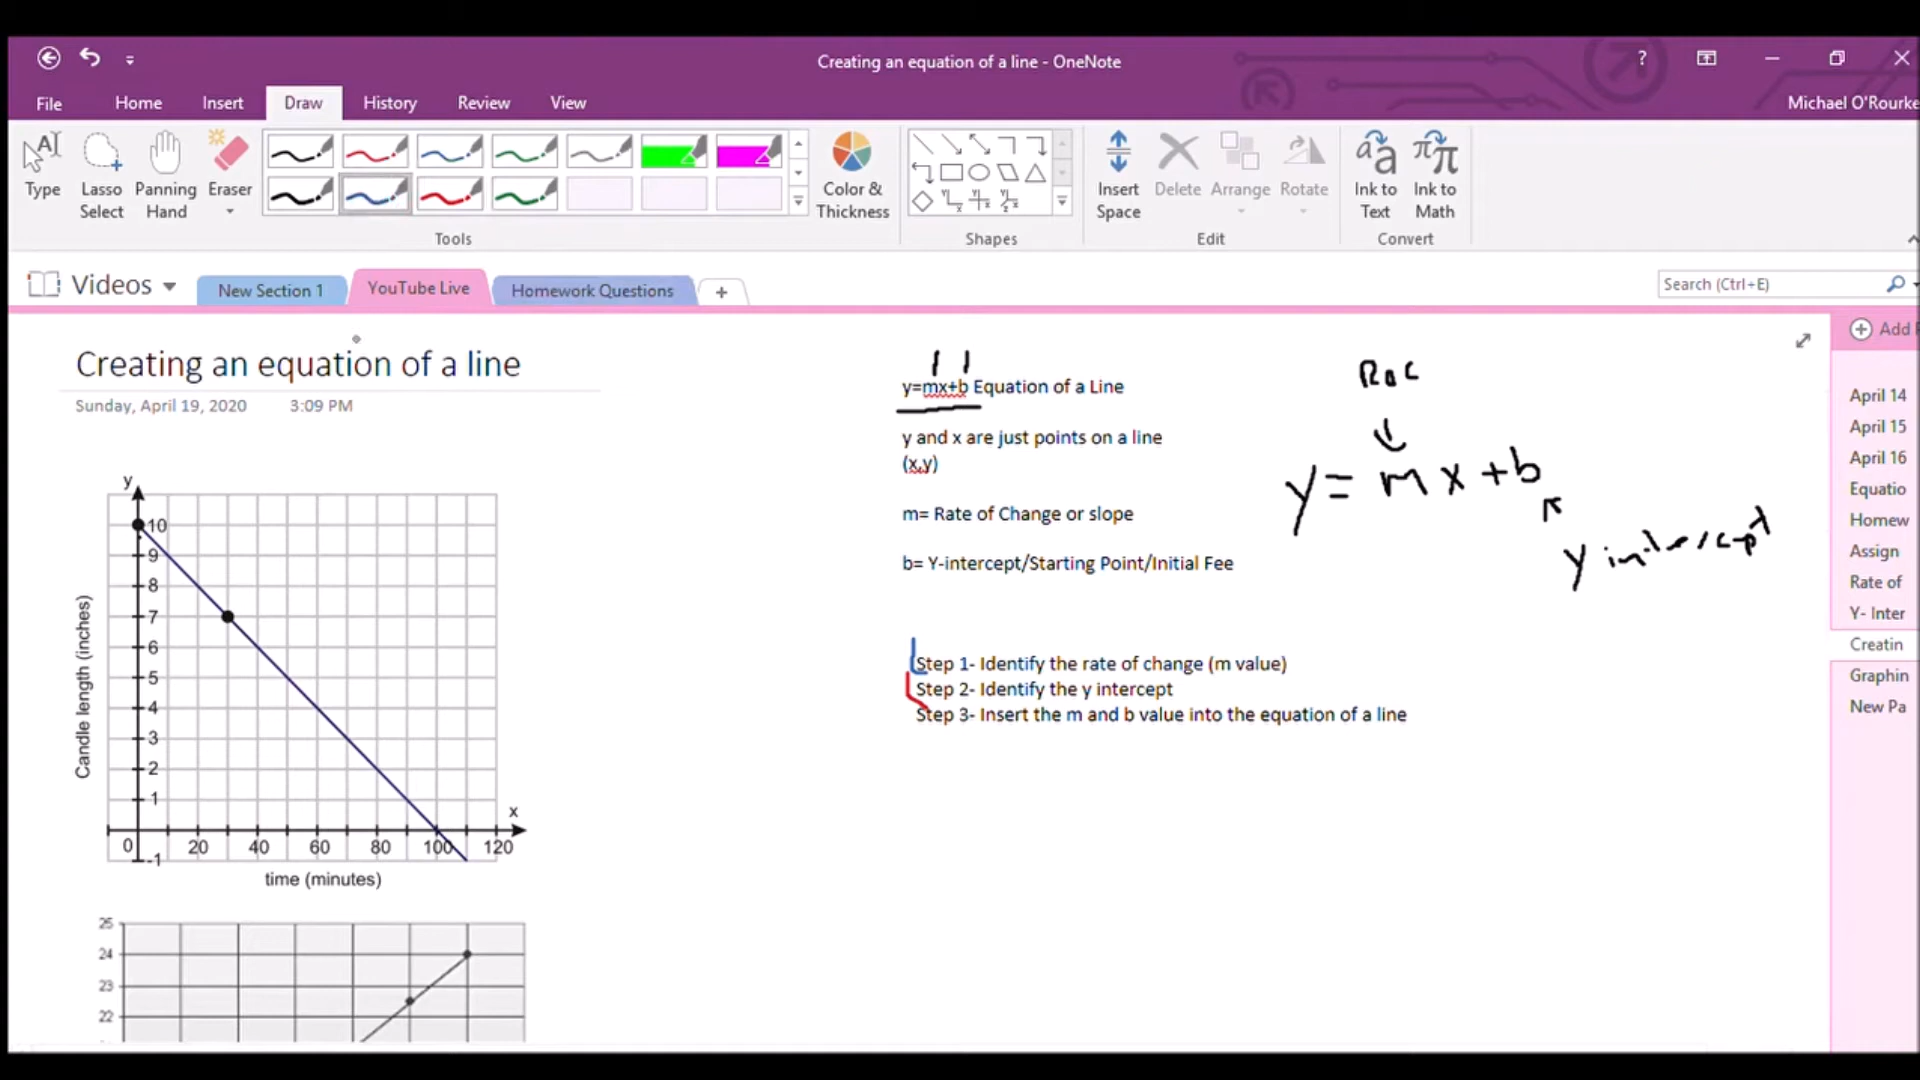 Creating an equation of a line - OneNote
File Home Insert Draw History Review View
Michael O'Rourke
Type
Lasso Select
Panning Hand
Eraser
Color & Thickness
Insert Space
Delete
Arrange
Rotate
Ink to Text
Ink to Math
Tools
Shapes
Edit
Convert
Videos
New Section 1
YouTube Live
Homework Questions
+
Search (Ctrl+E)
Add
Creating an equation of a line
Sunday, April 19, 2020 3:09 PM
y=mx+b Equation of a Line
y and x are just points on a line
(x,y)
m= Rate of Change or slope
b= Y-intercept/Starting Point/Initial Fee
Step 1- Identify the rate of change (m value)
Step 2- Identify the y intercept
Step 3- Insert the m and b value into the equation of a line
ROC
y = mx + b
y intercept
April 14
April 15
April 16
Equatio
Homew
Assign
Rate of
Y- Inter
Creatin
Graphin
New Pa
y
10
9
8
7
6
5
4
3
2
1
-1
Candle length (inches)
x
0 20 40 60 80 100 120
time (minutes)
25
24
23
22